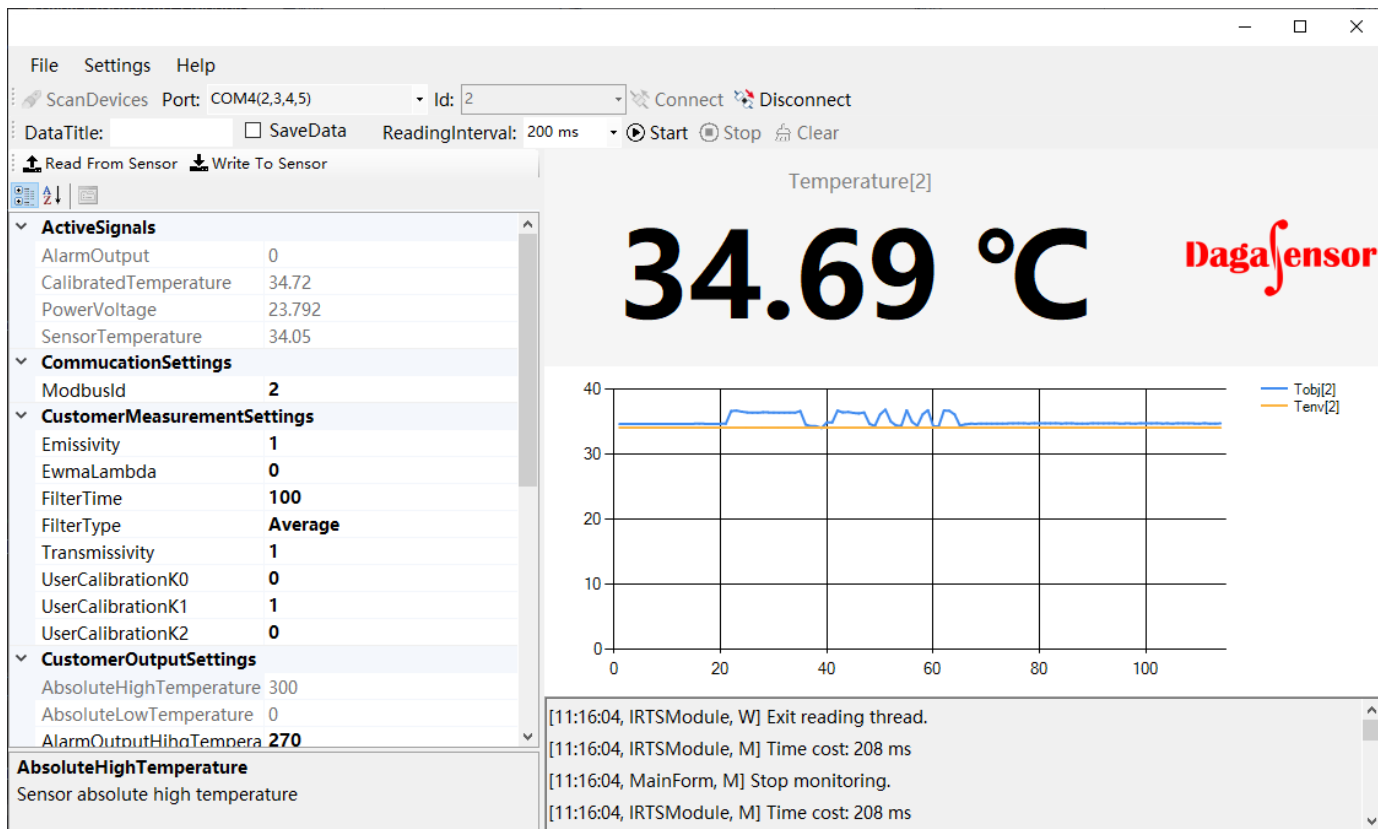 File Settings Help
ScanDevices Port: COM4(2,3,4,5) Id: 2 Connect Disconnect
DataTitle: SaveData ReadingInterval: 200 ms Start Stop Clear
Read From Sensor Write To Sensor
ActiveSignals
AlarmOutput 0
CalibratedTemperature 34.72
PowerVoltage 23.792
SensorTemperature 34.05
CommucationSettings
ModbusId 2
CustomerMeasurementSettings
Emissivity 1
EwmaLambda 0
FilterTime 100
FilterType Average
Transmissivity 1
UserCalibrationK0 0
UserCalibrationK1 1
UserCalibrationK2 0
CustomerOutputSettings
AbsoluteHighTemperature 300
AbsoluteLowTemperature 0
AlarmOutputHihgTempera 270
AbsoluteHighTemperature
Sensor absolute high temperature
Temperature[2]
34.69 °C
Dagasensor
40
30
20
10
0
0 20 40 60 80 100
Tobj[2]
Tenv[2]
[11:16:04, IRTSModule, W] Exit reading thread.
[11:16:04, IRTSModule, M] Time cost: 208 ms
[11:16:04, MainForm, M] Stop monitoring.
[11:16:04, IRTSModule, M] Time cost: 208 ms